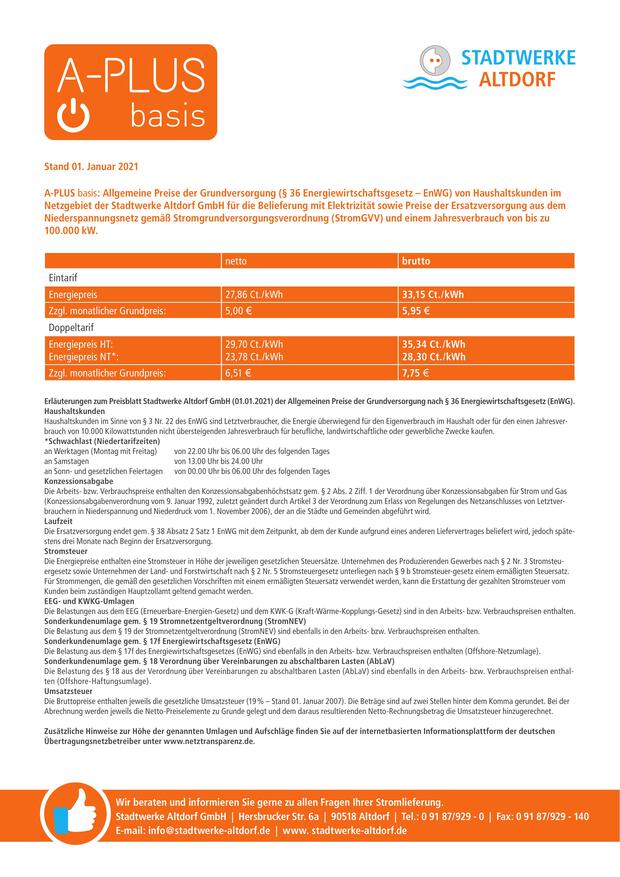 A-PLUS
basis
STADTWERKE
ALTDORF
Stand 01. Januar 2021
A-PLUS basis: Allgemeine Preise der Grundversorgung (§ 36 Energiewirtschaftsgesetz – EnWG) von Haushaltskunden im
Netzgebiet der Stadtwerke Altdorf GmbH für die Belieferung mit Elektrizität sowie Preise der Ersatzversorgung aus dem
Niederspannungsnetz gemäß Stromgrundversorgungsverordnung (StromGVV) und einem Jahresverbrauch von bis zu
100.000 kW.
netto brutto
Eintarif
Energiepreis 27,86 Ct./kWh 33,15 Ct./kWh
Zzgl. monatlicher Grundpreis: 5,00 € 5,95 €
Doppeltarif
Energiepreis HT: 29,70 Ct./kWh 35,34 Ct./kWh
Energiepreis NT*: 23,78 Ct./kWh 28,30 Ct./kWh
Zzgl. monatlicher Grundpreis: 6,51 € 7,75 €
Erläuterungen zum Preisblatt Stadtwerke Altdorf GmbH (01.01.2021) der Allgemeinen Preise der Grundversorgung nach § 36 Energiewirtschaftsgesetz (EnWG).
Haushaltskunden
Haushaltskunden im Sinne von § 3 Nr. 22 des EnWG sind Letztverbraucher, die Energie überwiegend für den Eigenverbrauch im Haushalt oder für den einen Jahresver-
brauch von 10.000 Kilowattstunden nicht übersteigenden Jahresverbrauch für berufliche, landwirtschaftliche oder gewerbliche Zwecke kaufen.
*Schwachlast (Niedertarifzeiten)
an Werktagen (Montag mit Freitag) von 22.00 Uhr bis 06.00 Uhr des folgenden Tages
an Samstagen von 13.00 Uhr bis 24.00 Uhr
an Sonn- und gesetzlichen Feiertagen von 00.00 Uhr bis 06.00 Uhr des folgenden Tages
Konzessionsabgabe
Die Arbeits- bzw. Verbrauchspreise enthalten den Konzessionsabgabenhöchstsatz gem. § 2 Abs. 2 Ziff. 1 der Verordnung über Konzessionsabgaben für Strom und Gas
(Konzessionsabgabenverordnung vom 9. Januar 1992, zuletzt geändert durch Artikel 3 der Verordnung zum Erlass von Regelungen des Netzanschlusses von Letztver-
brauchern in Niederspannung und Niederdruck vom 1. November 2006), der an die Städte und Gemeinden abgeführt wird.
Laufzeit
Die Ersatzversorgung endet gem. § 38 Absatz 2 Satz 1 EnWG mit dem Zeitpunkt, ab dem der Kunde aufgrund eines anderen Liefervertrages beliefert wird, jedoch späte-
stens drei Monate nach Beginn der Ersatzversorgung.
Stromsteuer
Die Energiepreise enthalten eine Stromsteuer in Höhe der jeweiligen gesetzlichen Steuersätze. Unternehmen des Produzierenden Gewerbes nach § 2 Nr. 3 Stromsteu-
ergesetz sowie Unternehmen der Land- und Forstwirtschaft nach § 2 Nr. 5 Stromsteuergesetz unterliegen nach § 9 b Stromsteuer-gesetz einem ermäßigten Steuersatz.
Für Strommengen, die gemäß den gesetzlichen Vorschriften mit einem ermäßigten Steuersatz verwendet werden, kann die Erstattung der gezahlten Stromsteuer vom
Kunden beim zuständigen Hauptzollamt geltend gemacht werden.
EEG- und KWKG-Umlagen
Die Belastungen aus dem EEG (Erneuerbare-Energien-Gesetz) und dem KWK-G (Kraft-Wärme-Kopplungs-Gesetz) sind in den Arbeits- bzw. Verbrauchspreisen enthalten.
Sonderkundenumlage gem. § 19 Stromnetzentgeltverordnung (StromNEV)
Die Belastung aus dem § 19 der Stromnetzentgeltverordnung (StromNEV) sind ebenfalls in den Arbeits- bzw. Verbrauchspreisen enthalten.
Sonderkundenumlage gem. § 17f Energiewirtschaftsgesetz (EnWG)
Die Belastung aus dem § 17f des Energiewirtschaftsgesetzes (EnWG) sind ebenfalls in den Arbeits- bzw. Verbrauchspreisen enthalten (Offshore-Netzumlage).
Sonderkundenumlage gem. § 18 Verordnung über Vereinbarungen zu abschaltbaren Lasten (AbLaV)
Die Belastung des § 18 aus der Verordnung über Vereinbarungen zu abschaltbaren Lasten (AbLaV) sind ebenfalls in den Arbeits- bzw. Verbrauchspreisen enthal-
ten (Offshore-Haftungsumlage).
Umsatzsteuer
Die Bruttopreise enthalten jeweils die gesetzliche Umsatzsteuer (19% – Stand 01. Januar 2007). Die Beträge sind auf zwei Stellen hinter dem Komma gerundet. Bei der
Abrechnung werden jeweils die Netto-Preiselemente zu Grunde gelegt und dem daraus resultierenden Netto-Rechnungsbetrag die Umsatzsteuer hinzugerechnet.
Zusätzliche Hinweise zur Höhe der genannten Umlagen und Aufschläge finden Sie auf der internetbasierten Informationsplattform der deutschen
Übertragungsnetzbetreiber unter www.netztransparenz.de.
Wir beraten und informieren Sie gerne zu allen Fragen Ihrer Stromlieferung.
Stadtwerke Altdorf GmbH | Hersbrucker Str. 6a | 90518 Altdorf | Tel.: 0 91 87/929 - 0 | Fax: 0 91 87/929 - 140
E-mail: info@stadtwerke-altdorf.de | www. stadtwerke-altdorf.de